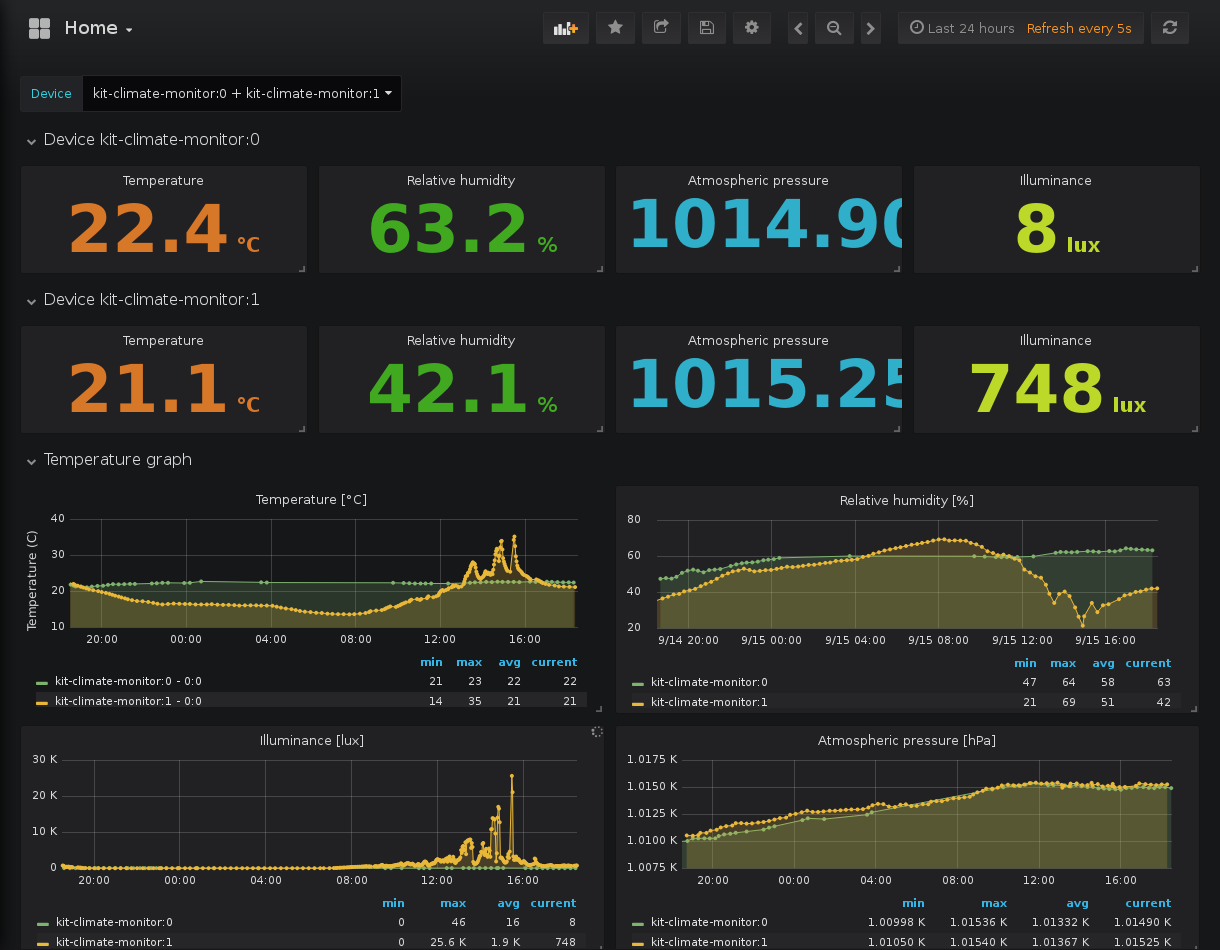 Home
Last 24 hours Refresh every 5s
Device kit-climate-monitor:0 + kit-climate-monitor:1
Device kit-climate-monitor:0
Temperature Relative humidity Atmospheric pressure Illuminance
22.4 °C 63.2 % 1014.90 8 lux
Device kit-climate-monitor:1
Temperature Relative humidity Atmospheric pressure Illuminance
21.1 °C 42.1 % 1015.25 748 lux
Temperature graph
Temperature [°C]
Temperature (C)
40
30
20
10
20:00 00:00 04:00 08:00 12:00 16:00
min max avg current
kit-climate-monitor:0 - 0:0 21 23 22 22
kit-climate-monitor:1 - 0:0 14 35 21 21
Relative humidity [%]
80
60
40
20
9/14 20:00 9/15 00:00 9/15 04:00 9/15 08:00 9/15 12:00 9/15 16:00
min max avg current
kit-climate-monitor:0 47 64 58 63
kit-climate-monitor:1 21 69 51 42
Illuminance [lux]
30 K
20 K
10 K
0
20:00 00:00 04:00 08:00 12:00 16:00
min max avg current
kit-climate-monitor:0 0 46 16 8
kit-climate-monitor:1 0 25.6 K 1.9 K 748
Atmospheric pressure [hPa]
1.0175 K
1.0150 K
1.0125 K
1.0100 K
1.0075 K
20:00 00:00 04:00 08:00 12:00 16:00
min max avg current
kit-climate-monitor:0 1.00998 K 1.01536 K 1.01332 K 1.01490 K
kit-climate-monitor:1 1.01050 K 1.01540 K 1.01367 K 1.01525 K